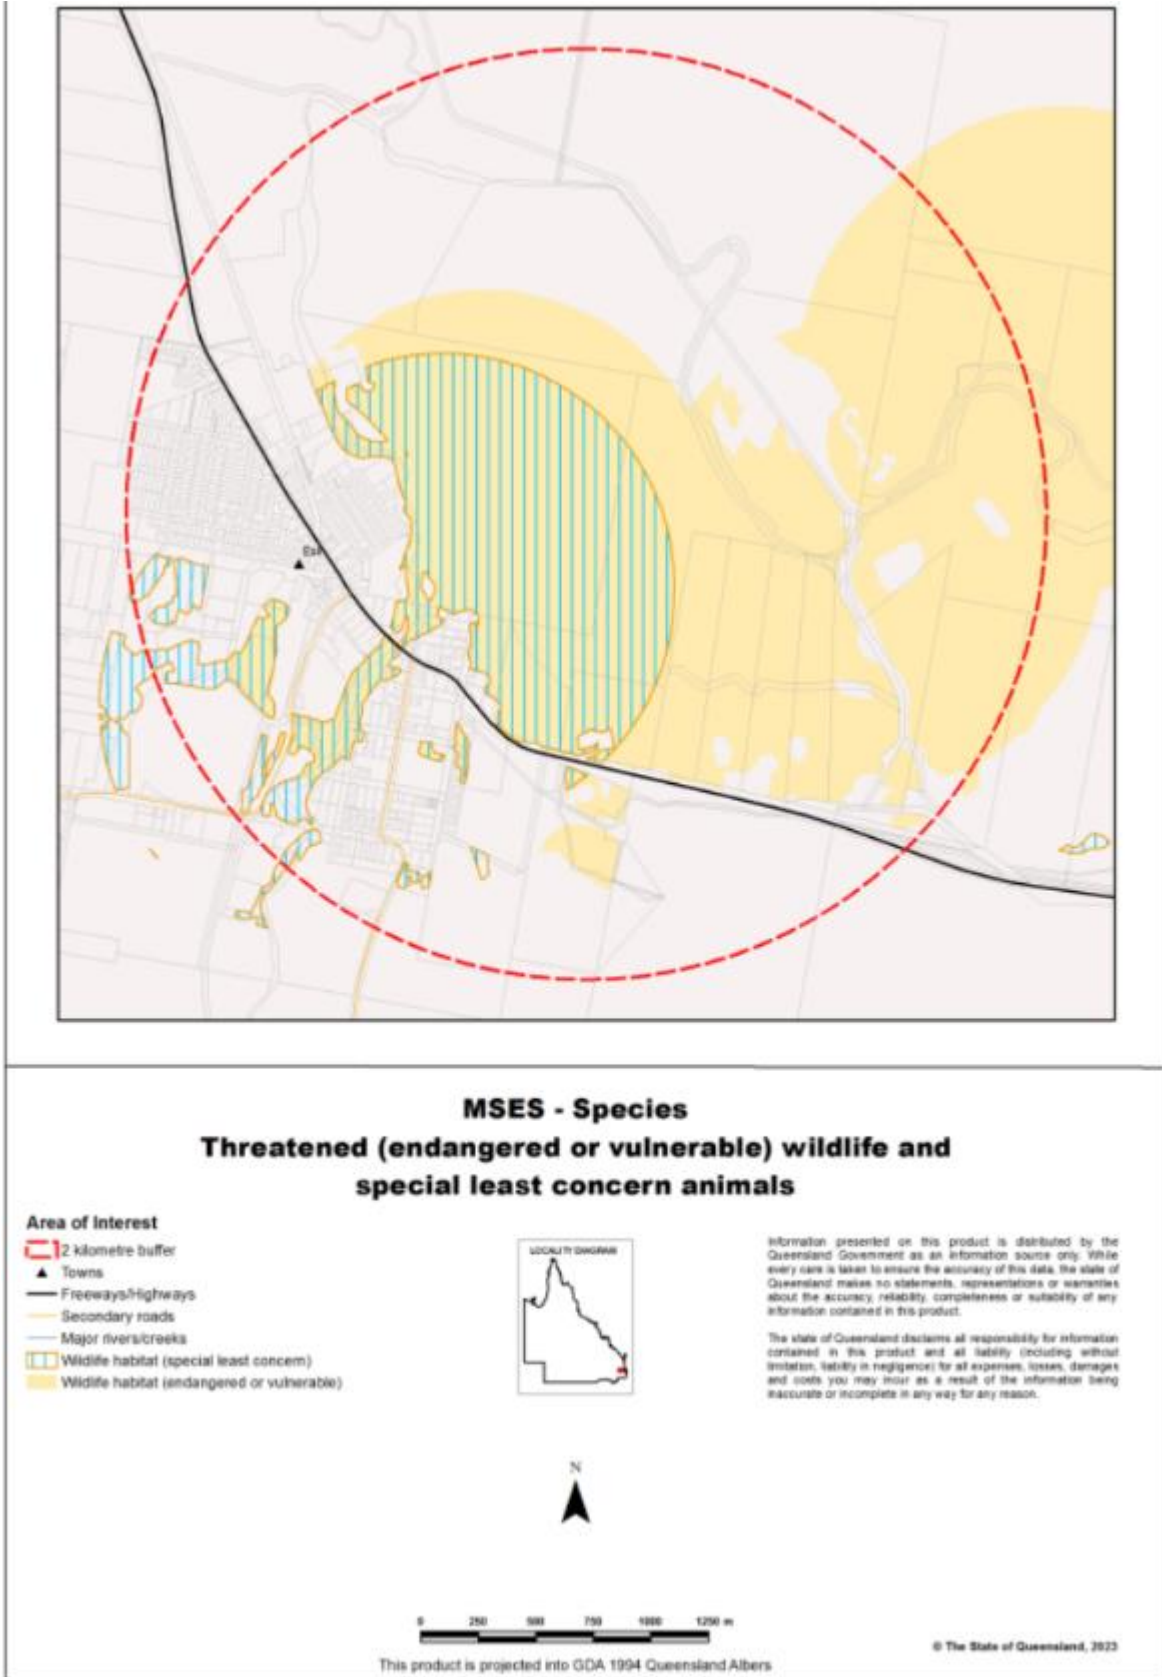 Esk
MSES - Species
Threatened (endangered or vulnerable) wildlife and
special least concern animals
Area of Interest
2 kilometre buffer
Towns
Freeways/Highways
Secondary roads
Major rivers/creeks
Wildlife habitat (special least concern)
Wildlife habitat (endangered or vulnerable)
LOCALITY DIAGRAM
Information presented on this product is distributed by the
Queensland Government as an information source only. While
every care is taken to ensure the accuracy of this data, the state of
Queensland makes no statements, representations or warranties
about the accuracy, reliability, completeness or suitability of any
information contained in this product.
The state of Queensland disclaims all responsibility for information
contained in this product and all liability (including without
limitation, liability in negligence) for all expenses, losses, damages
and costs you may incur as a result of the information being
inaccurate or incomplete in any way for any reason.
N
0 250 500 750 1000 1250 m
This product is projected into GDA 1994 Queensland Albers
© The State of Queensland, 2023